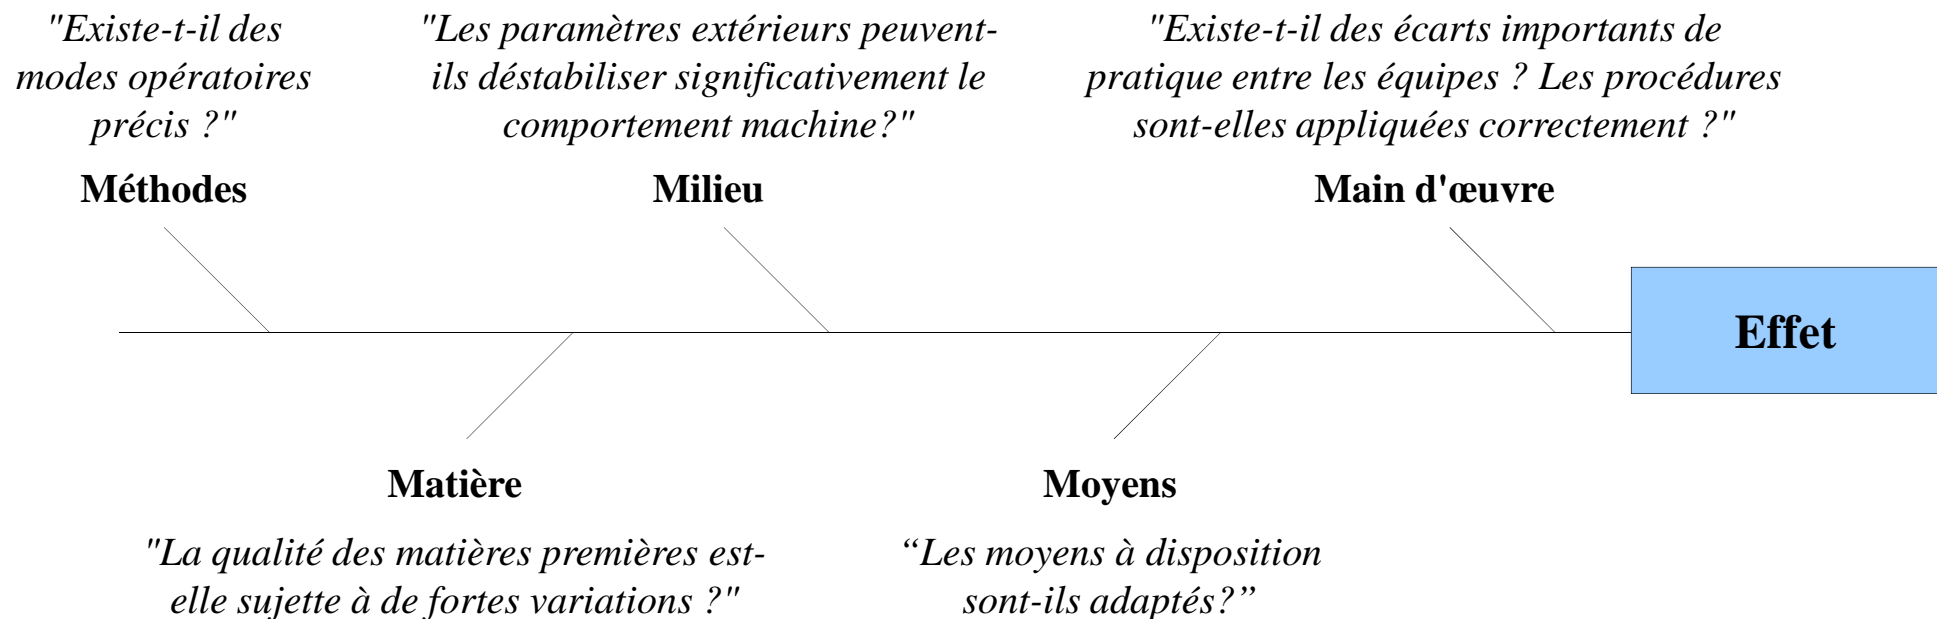 "Existe-t-il des
modes opératoires
précis ?"
Méthodes
"Les paramètres extérieurs peuvent-
ils déstabiliser significativement le
comportement machine?"
Milieu
"Existe-t-il des écarts importants de
pratique entre les équipes ? Les procédures
sont-elles appliquées correctement ?"
Main d'œuvre
Effet
Matière
"La qualité des matières premières est-
elle sujette à de fortes variations ?"
Moyens
“Les moyens à disposition
sont-ils adaptés?”